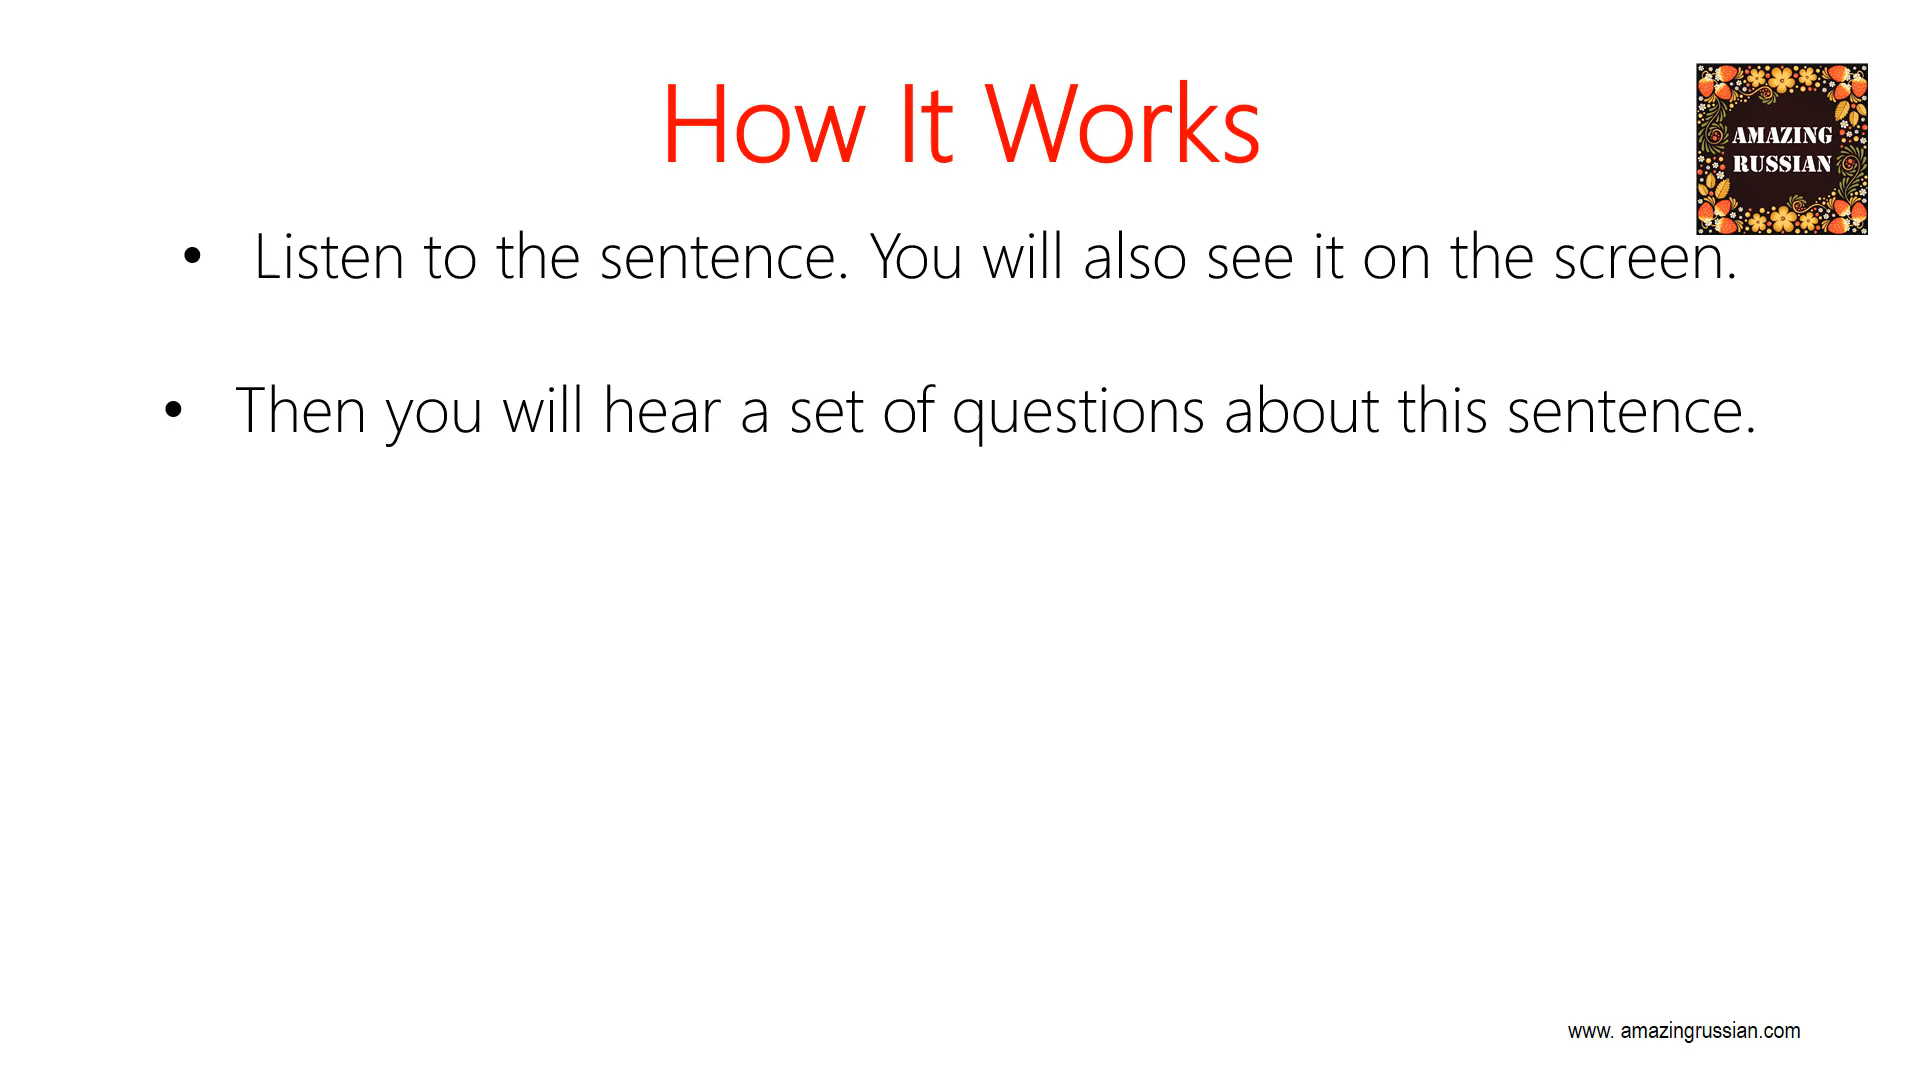 How It Works
AMAZING
RUSSIAN
• Listen to the sentence. You will also see it on the screen.
• Then you will hear a set of questions about this sentence.
www. amazingrussian.com